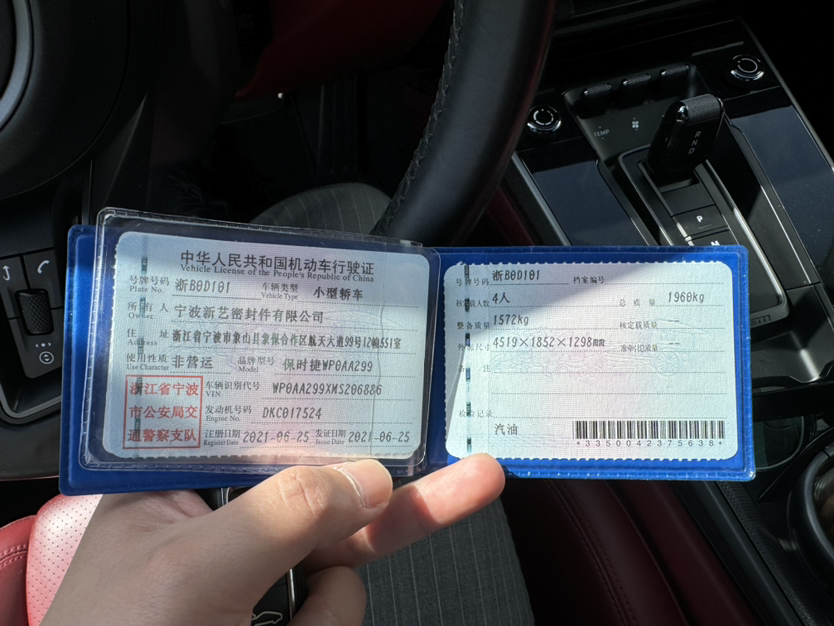 中华人民共和国机动车行驶证
Vehicle License of the People's Republic of China
号牌号码 浙B0D101 车辆类型 小型轿车
Plate No. Vehicle Type
所有人 宁波新艺密封件有限公司
Owner
住址 浙江省宁波市象山县象保合作区航天大道99号12幢551室
Address
使用性质 非营运 品牌型号 保时捷WP0AA299
Use Character Model
浙江省宁波
市公安局交
通警察支队
车辆识别代号 WP0AA299XMS206886
VIN
发动机号码 DKC017524
Engine No.
注册日期 2021-06-25 发证日期 2021-06-25
Register Date Issue Date
号牌号码 浙B0D101 档案编号
核定载人数 4人 总质量 1960kg
整备质量 1572kg 核定载质量 --
外廓尺寸 4519×1852×1298mm 准牵引总质量 --
备注
检验记录
汽油
*3350042375638*
TEMP
R
N
D
P